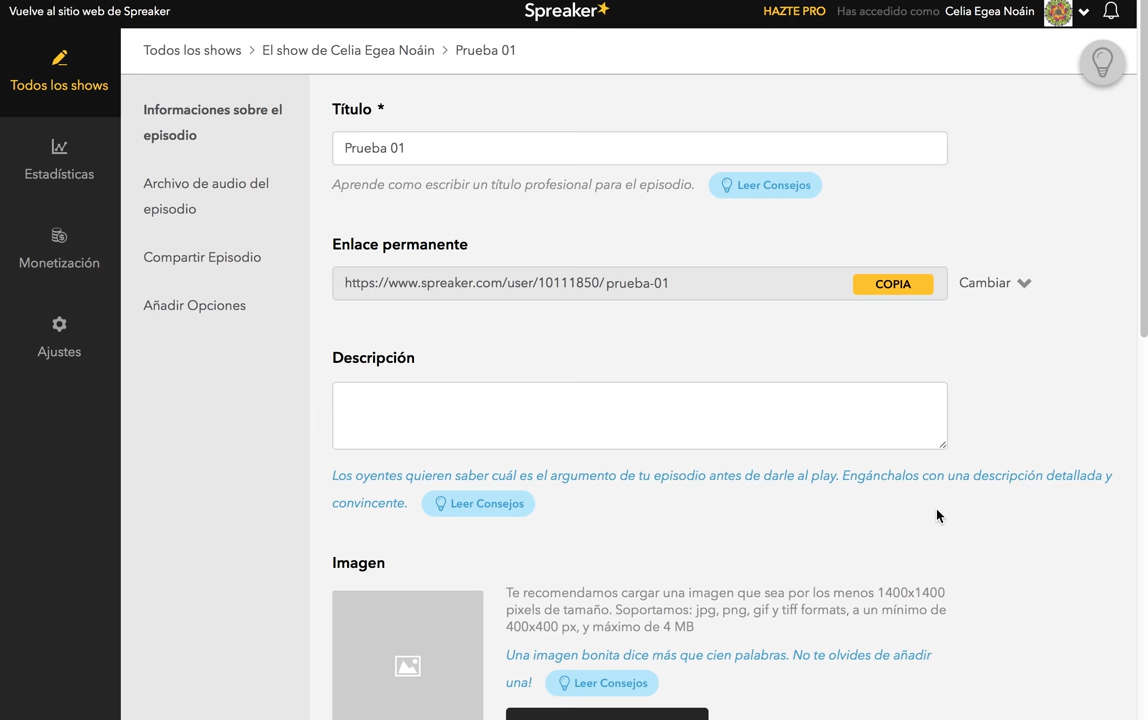 Vuelve al sitio web de Spreaker
Spreaker
HAZTE PRO Has accedido como Celia Egea Noáin
Todos los shows
Estadísticas
Monetización
Ajustes
Todos los shows > El show de Celia Egea Noáin > Prueba 01
Informaciones sobre el
episodio
Archivo de audio del
episodio
Compartir Episodio
Añadir Opciones
Título *
Prueba 01
Aprende como escribir un título profesional para el episodio. Leer Consejos
Enlace permanente
https://www.spreaker.com/user/10111850/prueba-01 COPIA Cambiar
Descripción
Los oyentes quieren saber cuál es el argumento de tu episodio antes de darle al play. Engánchalos con una descripción detallada y
convincente. Leer Consejos
Imagen
Te recomendamos cargar una imagen que sea por los menos 1400x1400
pixels de tamaño. Soportamos: jpg, png, gif y tiff formats, a un mínimo de
400x400 px, y máximo de 4 MB
Una imagen bonita dice más que cien palabras. No te olvides de añadir
una! Leer Consejos